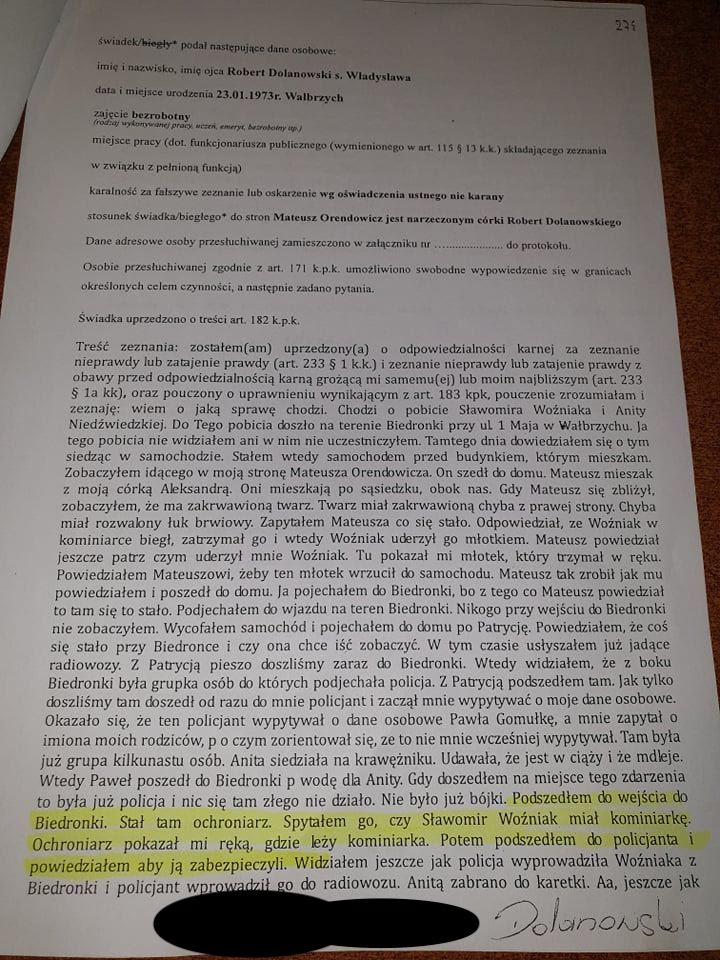 271
świadek/biegły* podał następujące dane osobowe:
imię i nazwisko, imię ojca Robert Dolanowski s. Władysława
data i miejsce urodzenia 23.01.1973r. Wałbrzych
zajęcie bezrobotny
(rodzaj wykonywanej pracy, uczeń, emeryt, bezrobotny itp.)
miejsce pracy (dot. funkcjonariusza publicznego (wymienionego w art. 115 § 13 k.k.) składającego zeznania
w związku z pełnioną funkcją)
karalność za fałszywe zeznanie lub oskarżenie wg oświadczenia ustnego nie karany
stosunek świadka/biegłego* do stron Mateusz Orendowicz jest narzeczonym córki Robert Dolanowskiego
Dane adresowe osoby przesłuchiwanej zamieszczono w załączniku nr ........................ do protokołu.
Osobie przesłuchiwanej zgodnie z art. 171 k.p.k. umożliwiono swobodne wypowiedzenie się w granicach
określonych celem czynności, a następnie zadano pytania.
Świadka uprzedzono o treści art. 182 k.p.k.
Treść zeznania: zostałem(am) uprzedzony(a) o odpowiedzialności karnej za zeznanie
nieprawdy lub zatajenie prawdy (art. 233 § 1 k.k.) i zeznanie nieprawdy lub zatajenie prawdy z
obawy przed odpowiedzialnością karną grożącą mi samemu(ej) lub moim najbliższym (art. 233
§ 1a kk), oraz pouczony o uprawnieniu wynikającym z art. 183 kpk, pouczenie zrozumiałam i
zeznaję: wiem o jaką sprawę chodzi. Chodzi o pobicie Sławomira Woźniaka i Anity
Niedźwiedzkiej. Do Tego pobicia doszło na terenie Biedronki przy ul 1 Maja w Wałbrzychu. Ja
tego pobicia nie widziałem ani w nim nie uczestniczyłem. Tamtego dnia dowiedziałem się o tym
siedząc w samochodzie. Stałem wtedy samochodem przed budynkiem, którym mieszkam.
Zobaczyłem idącego w moją stronę Mateusza Orendowicza. On szedł do domu. Mateusz mieszak
z moją córką Aleksandrą. Oni mieszkają po sąsiedzku, obok nas. Gdy Mateusz się zbliżył,
zobaczyłem, że ma zakrwawioną twarz. Twarz miał zakrwawioną chyba z prawej strony. Chyba
miał rozwalony łuk brwiowy. Zapytałem Mateusza co się stało. Odpowiedział, ze Woźniak w
kominiarce biegł, zatrzymał go i wtedy Woźniak uderzył go młotkiem. Mateusz powiedział
jeszcze patrz czym uderzył mnie Woźniak. Tu pokazał mi młotek, który trzymał w ręku.
Powiedziałem Mateuszowi, żeby ten młotek wrzucił do samochodu. Mateusz tak zrobił jak mu
powiedziałem i poszedł do domu. Ja pojechałem do Biedronki, bo z tego co Mateusz powiedział
to tam się to stało. Podjechałem do wjazdu na teren Biedronki. Nikogo przy wejściu do Biedronki
nie zobaczyłem. Wycofałem samochód i pojechałem do domu po Patrycję. Powiedziałem, że coś
się stało przy Biedronce i czy ona chce iść zobaczyć. W tym czasie usłyszałem już jadące
radiowozy. Z Patrycją pieszo doszliśmy zaraz do Biedronki. Wtedy widziałem, że z boku
Biedronki była grupka osób do których podjechała policja. Z Patrycją podszedłem tam. Jak tylko
doszliśmy tam doszedł od razu do mnie policjant i zaczął mnie wypytywać o moje dane osobowe.
Okazało się, że ten policjant wypytywał o dane osobowe Pawła Gomułkę, a mnie zapytał o
imiona moich rodziców, p o czym zorientował się, ze to nie mnie wcześniej wypytywał. Tam była
już grupa kilkunastu osób. Anita siedziała na krawężniku. Udawała, że jest w ciąży i że mdleje.
Wtedy Paweł poszedł do Biedronki p wodę dla Anity. Gdy doszedłem na miejsce tego zdarzenia
to była już policja i nic się tam złego nie działo. Nie było już bójki. Podszedłem do wejścia do
Biedronki. Stał tam ochroniarz. Spytałem go, czy Sławomir Woźniak miał kominiarkę.
Ochroniarz pokazał mi ręką, gdzie leży kominiarka. Potem podszedłem do policjanta i
powiedziałem aby ją zabezpieczyli. Widziałem jeszcze jak policja wyprowadziła Woźniaka z
Biedronki i policjant wprowadził go do radiowozu. Anitą zabrano do karetki. Aa, jeszcze jak
Dolanowski